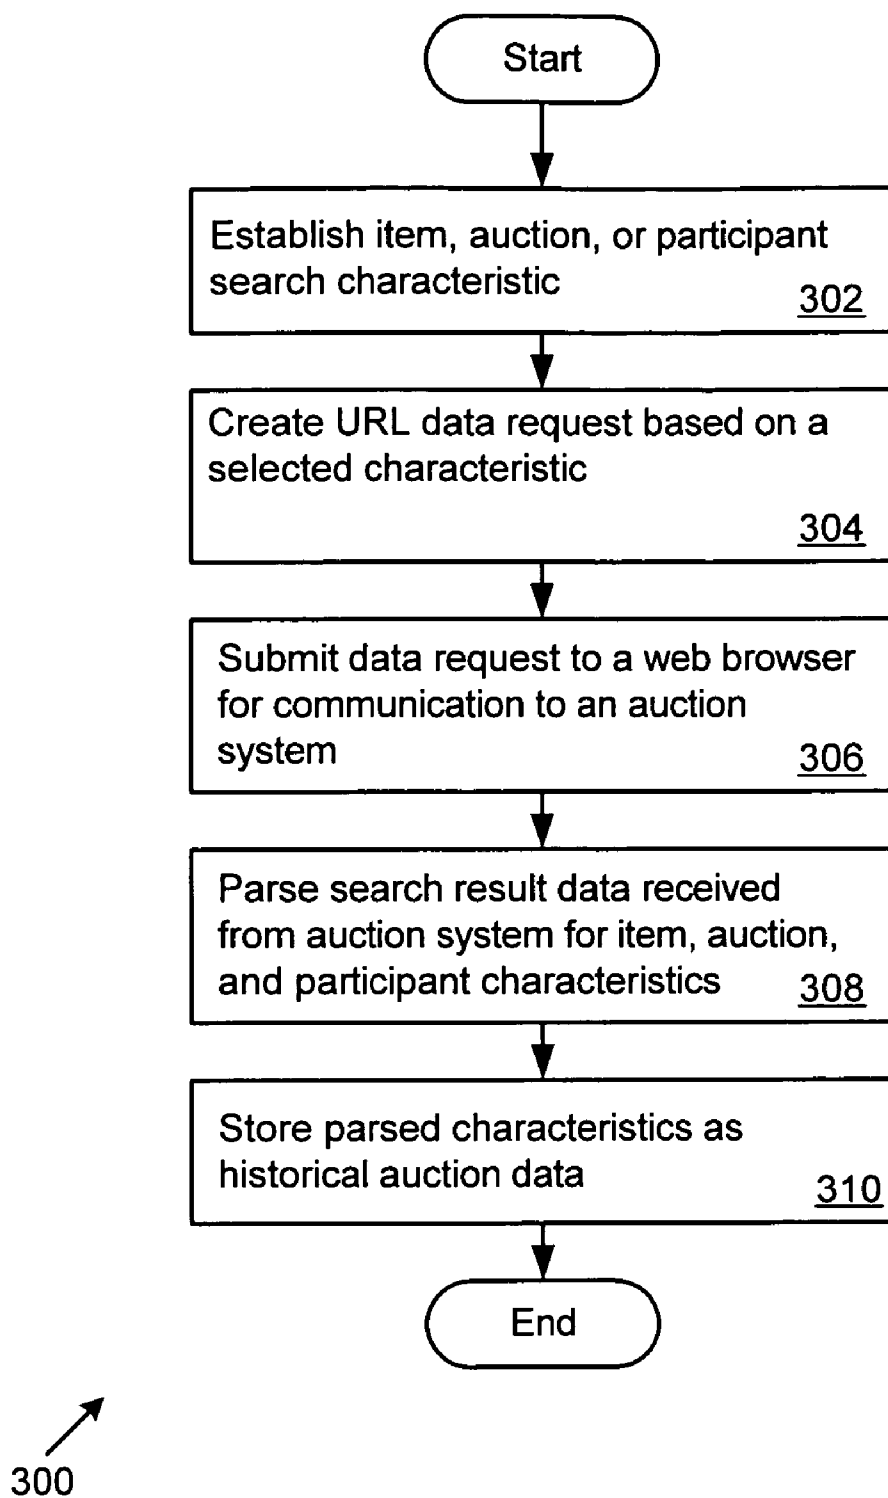 Start
Establish item, auction, or participant
search characteristic
302
Create URL data request based on a
selected characteristic
304
Submit data request to a web browser
for communication to an auction
system
306
Parse search result data received
from auction system for item, auction,
and participant characteristics
308
Store parsed characteristics as
historical auction data
310
End
300